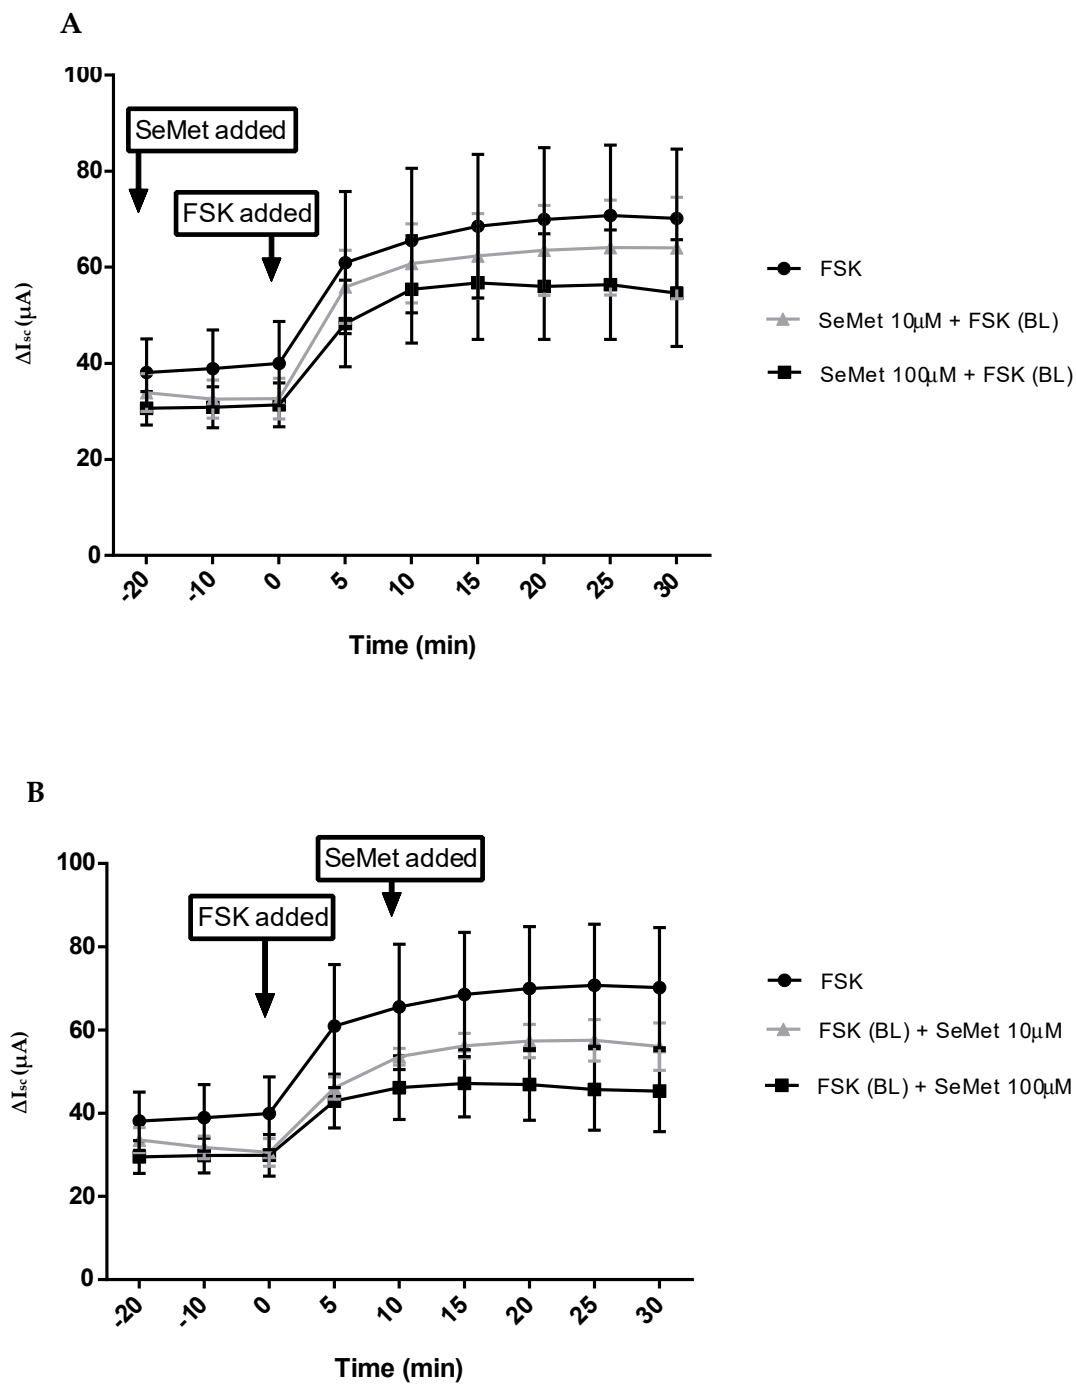 A
100
SeMet added
80
FSK added
60
ΔIsc (μA)
FSK
SeMet 10μM + FSK (BL)
40
SeMet 100μM + FSK (BL)
20
0
-20 -10 0 5 10 15 20 25 30
Time (min)
B
SeMet added
100
FSK added
80
FSK
60
FSK (BL) + SeMet 10μM
ΔIsc (μA)
FSK (BL) + SeMet 100μM
40
20
0
-20 -10 0 5 10 15 20 25 30
Time (min)